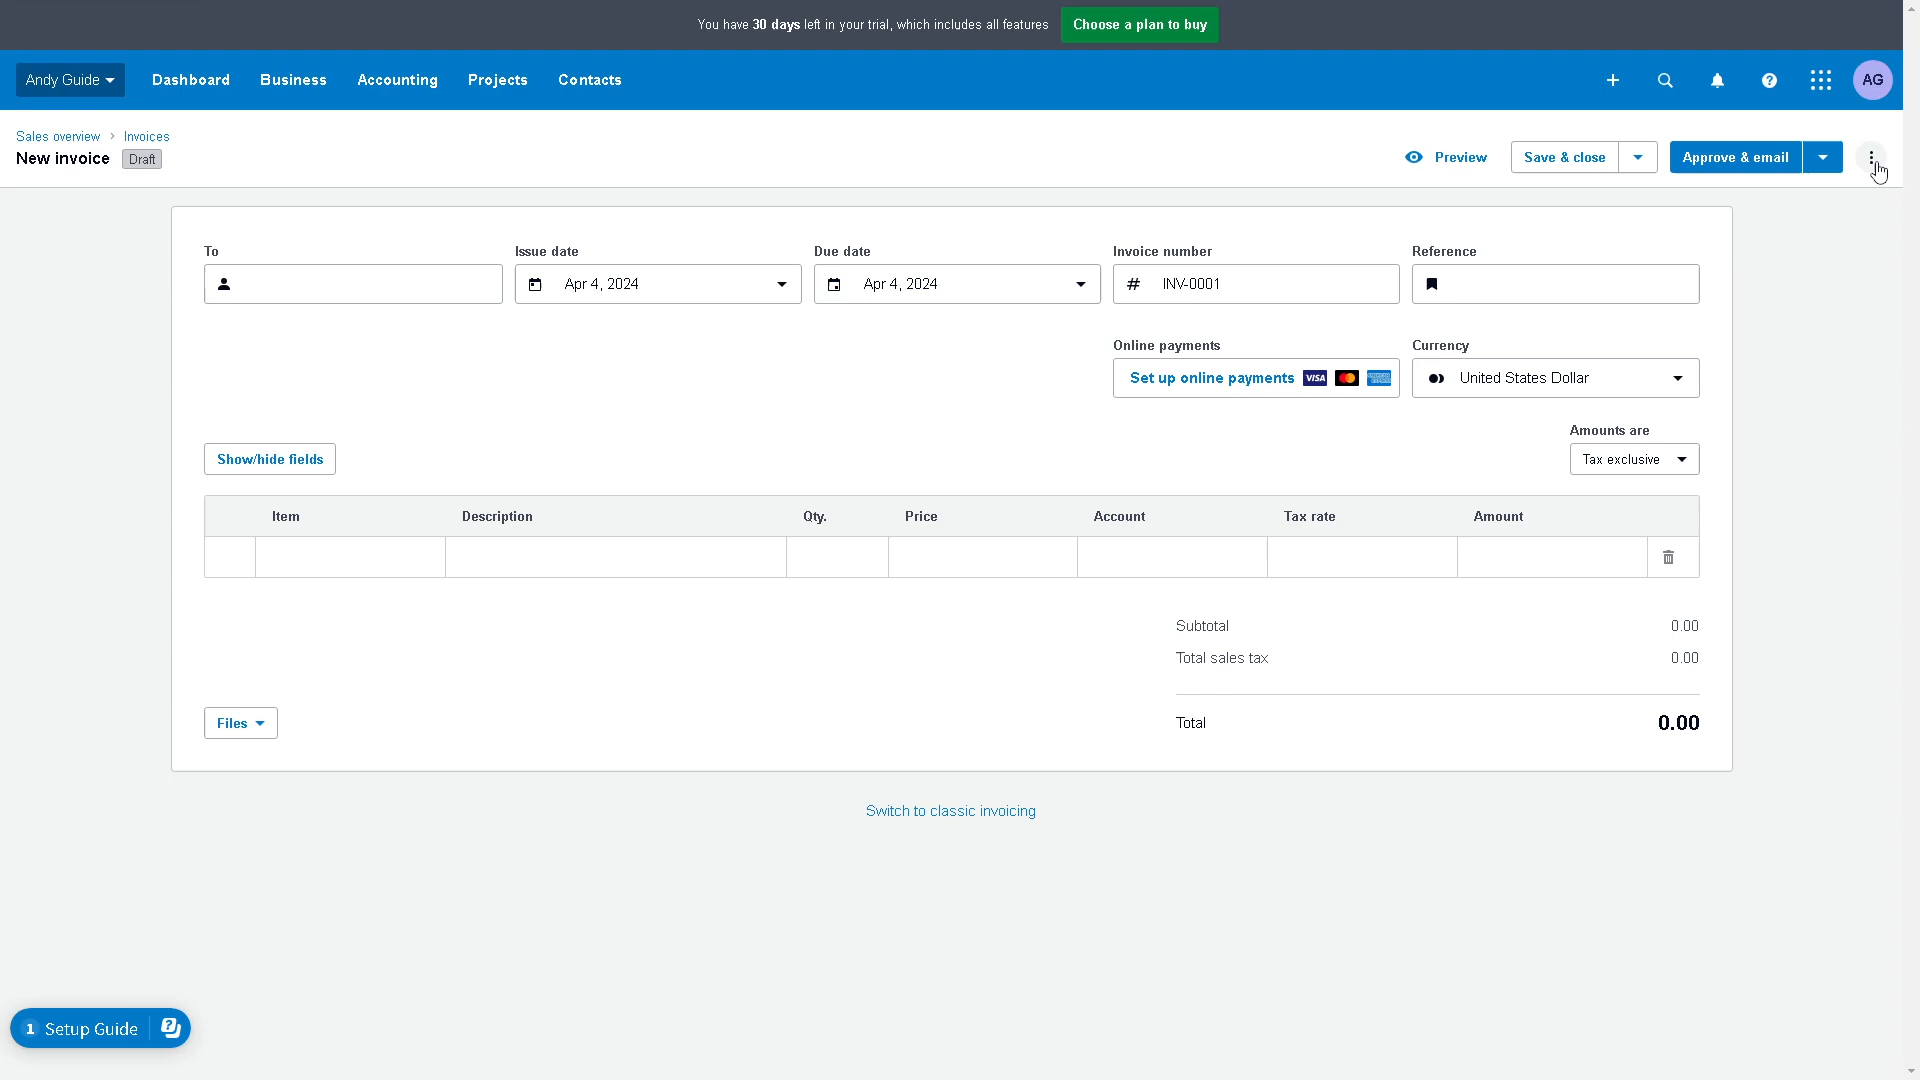 You have 30 days left in your trial, which includes all features Choose a plan to buy
Andy Guide Dashboard Business Accounting Projects Contacts AG
Sales overview Invoices
New invoice Draft
Preview Save & close Approve & email
To Issue date Due date Invoice number Reference
Apr 4, 2024 Apr 4, 2024 # INV-0001
Online payments Currency
Set up online payments VISA United States Dollar
Amounts are
Show/hide fields Tax exclusive
Item Description Qty. Price Account Tax rate Amount
Subtotal 0.00
Total sales tax 0.00
Files Total 0.00
Switch to classic invoicing
1 Setup Guide ?